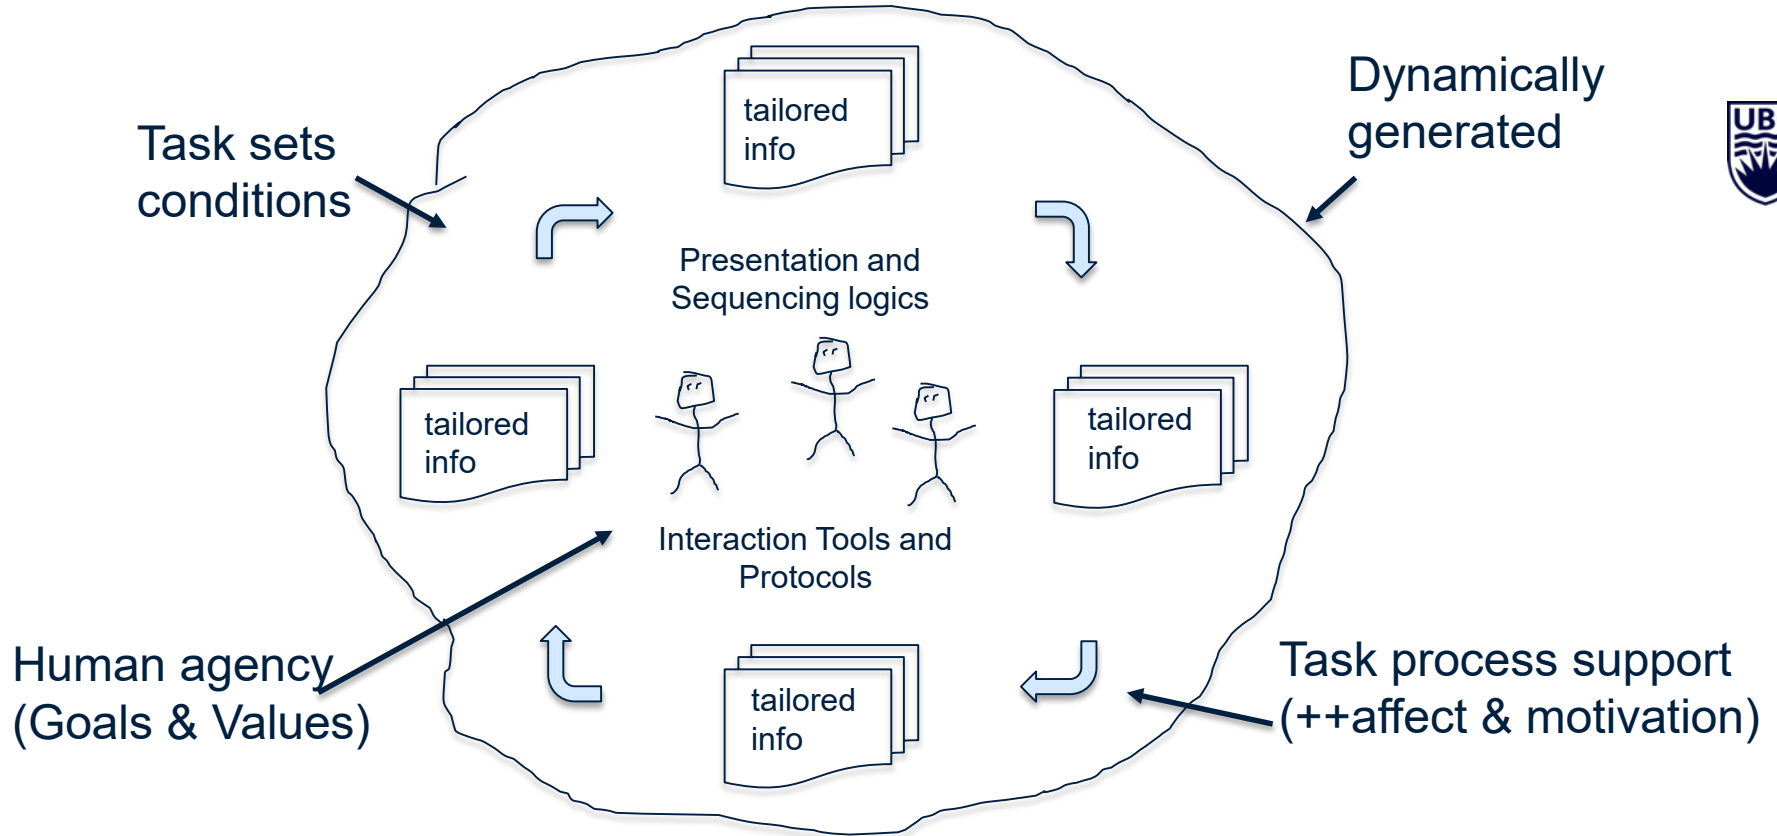 Dynamically
generated
UB
Task sets
conditions
tailored
info
Presentation and
Sequencing logics
tailored
info
tailored
info
Interaction Tools and
Protocols
Human agency
(Goals & Values)
tailored
info
Task process support
(++affect & motivation)